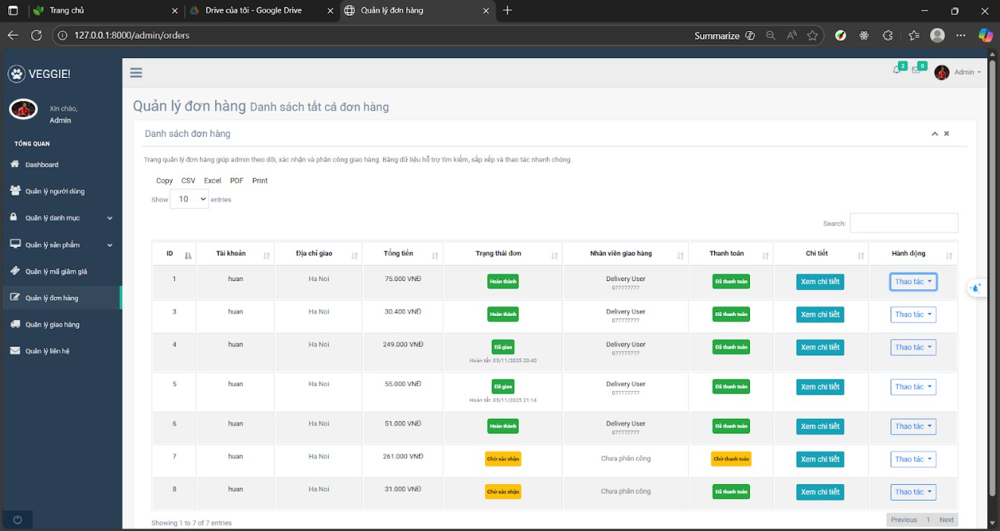 Trang chủ
Drive của tôi - Google Drive
Quản lý đơn hàng
127.0.0.1:8000/admin/orders
Summarize
VEGGIE!
2
0
Admin
Xin chào,
Admin
TỔNG QUAN
Dashboard
Quản lý người dùng
Quản lý danh mục
Quản lý sản phẩm
Quản lý mã giảm giá
Quản lý đơn hàng
Quản lý giao hàng
Quản lý liên hệ
Quản lý đơn hàng Danh sách tất cả đơn hàng
Danh sách đơn hàng
Trang quản lý đơn hàng giúp admin theo dõi, xác nhận và phân công giao hàng. Bảng dữ liệu hỗ trợ tìm kiếm, sắp xếp và thao tác nhanh chóng.
Copy CSV Excel PDF Print
Show 10 entries
Search:
ID Tài khoản Địa chỉ giao Tổng tiền Trạng thái đơn Nhân viên giao hàng Thanh toán Chi tiết Hành động
1 huan Ha Noi 75.000 VNĐ Hoàn thành Delivery User Đã thanh toán Xem chi tiết Thao tác
077777777
3 huan Ha Noi 30.400 VNĐ Hoàn thành Delivery User Đã thanh toán Xem chi tiết Thao tác
077777777
4 huan Ha Noi 249.000 VNĐ Đã giao Delivery User Đã thanh toán Xem chi tiết Thao tác
Hoàn tất: 05/11/2025 20:40 077777777
5 huan Ha Noi 55.000 VNĐ Đã giao Delivery User Đã thanh toán Xem chi tiết Thao tác
Hoàn tất: 05/11/2025 21:14 077777777
6 huan Ha Noi 51.000 VNĐ Hoàn thành Delivery User Đã thanh toán Xem chi tiết Thao tác
077777777
7 huan Ha Noi 261.000 VNĐ Chờ xác nhận Chưa phân công Chờ thanh toán Xem chi tiết Thao tác
8 huan Ha Noi 31.000 VNĐ Chờ xác nhận Chưa phân công Đã thanh toán Xem chi tiết Thao tác
Showing 1 to 7 of 7 entries
Previous 1 Next